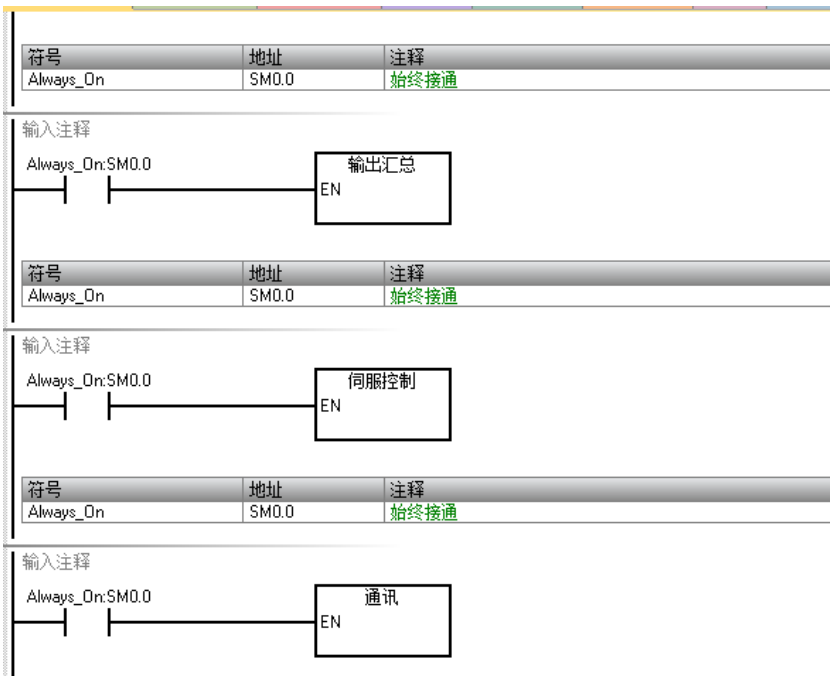 符号 地址 注释
Always_On SM0.0 始终接通
输入注释
Always_On:SM0.0 输出汇总
EN
符号 地址 注释
Always_On SM0.0 始终接通
输入注释
Always_On:SM0.0 伺服控制
EN
符号 地址 注释
Always_On SM0.0 始终接通
输入注释
Always_On:SM0.0 通讯
EN